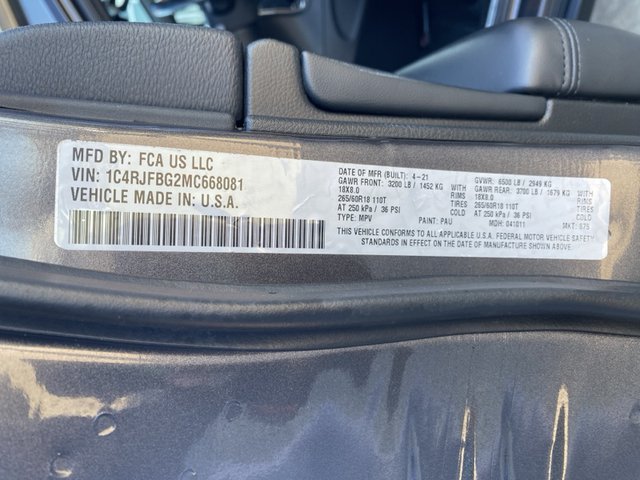 MFD BY: FCA US LLC
VIN: 1C4RJFBG2MC668081
VEHICLE MADE IN: U.S.A.
DATE OF MFR (BUILT): 4-21
GAWR FRONT: 3200 LB / 1452 KG WITH
18X8.0 RIMS
265/60R18 110T TIRES
AT 250 kPa / 36 PSI COLD
TYPE: MPV PAINT: PAU
GVWR: 6500 LB / 2949 KG
GAWR REAR: 3700 LB / 1679 KG WITH
18X8.0 RIMS
265/60R18 110T TIRES
AT 250 kPa / 36 PSI COLD
MDH: 041011 MKT: 675
THIS VEHICLE CONFORMS TO ALL APPLICABLE U.S.A. FEDERAL MOTOR VEHICLE SAFETY
STANDARDS IN EFFECT ON THE DATE OF MANUFACTURE SHOWN ABOVE.